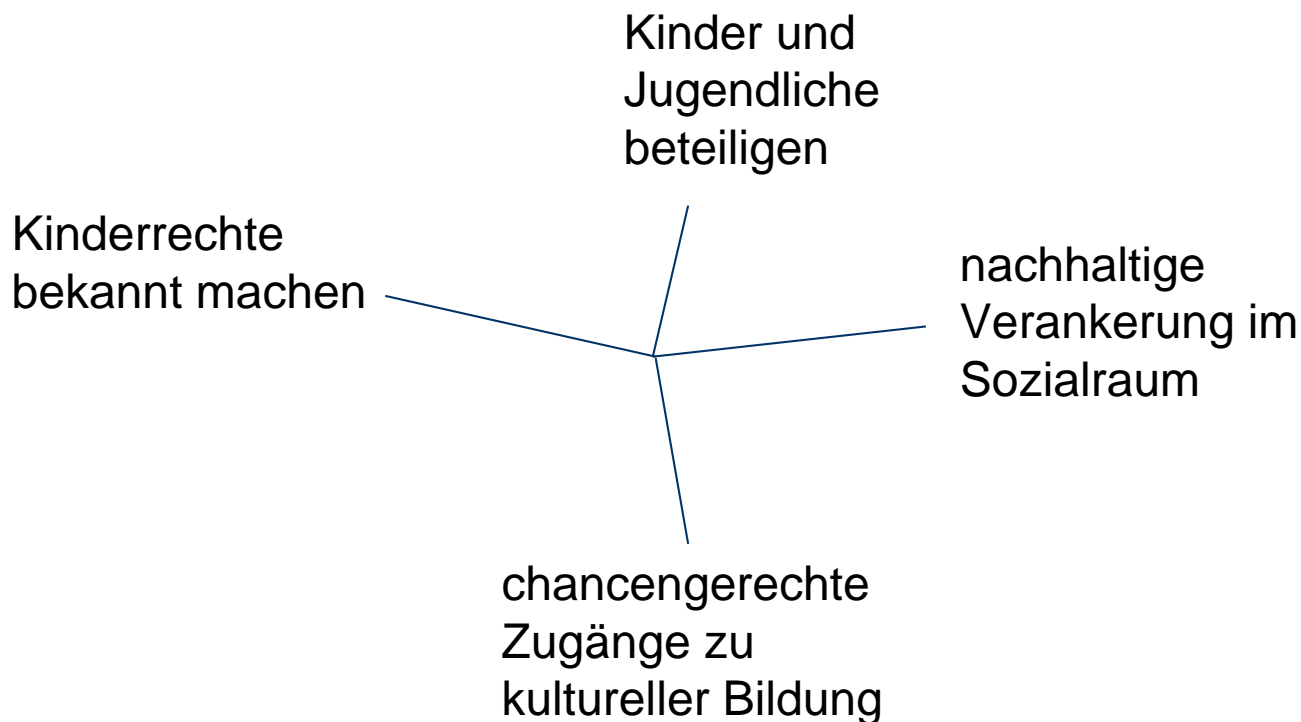 Kinder und
Jugendliche
beteiligen
Kinderrechte
bekannt machen
nachhaltige
Verankerung im
Sozialraum
chancengerechte
Zugänge zu
kultureller Bildung